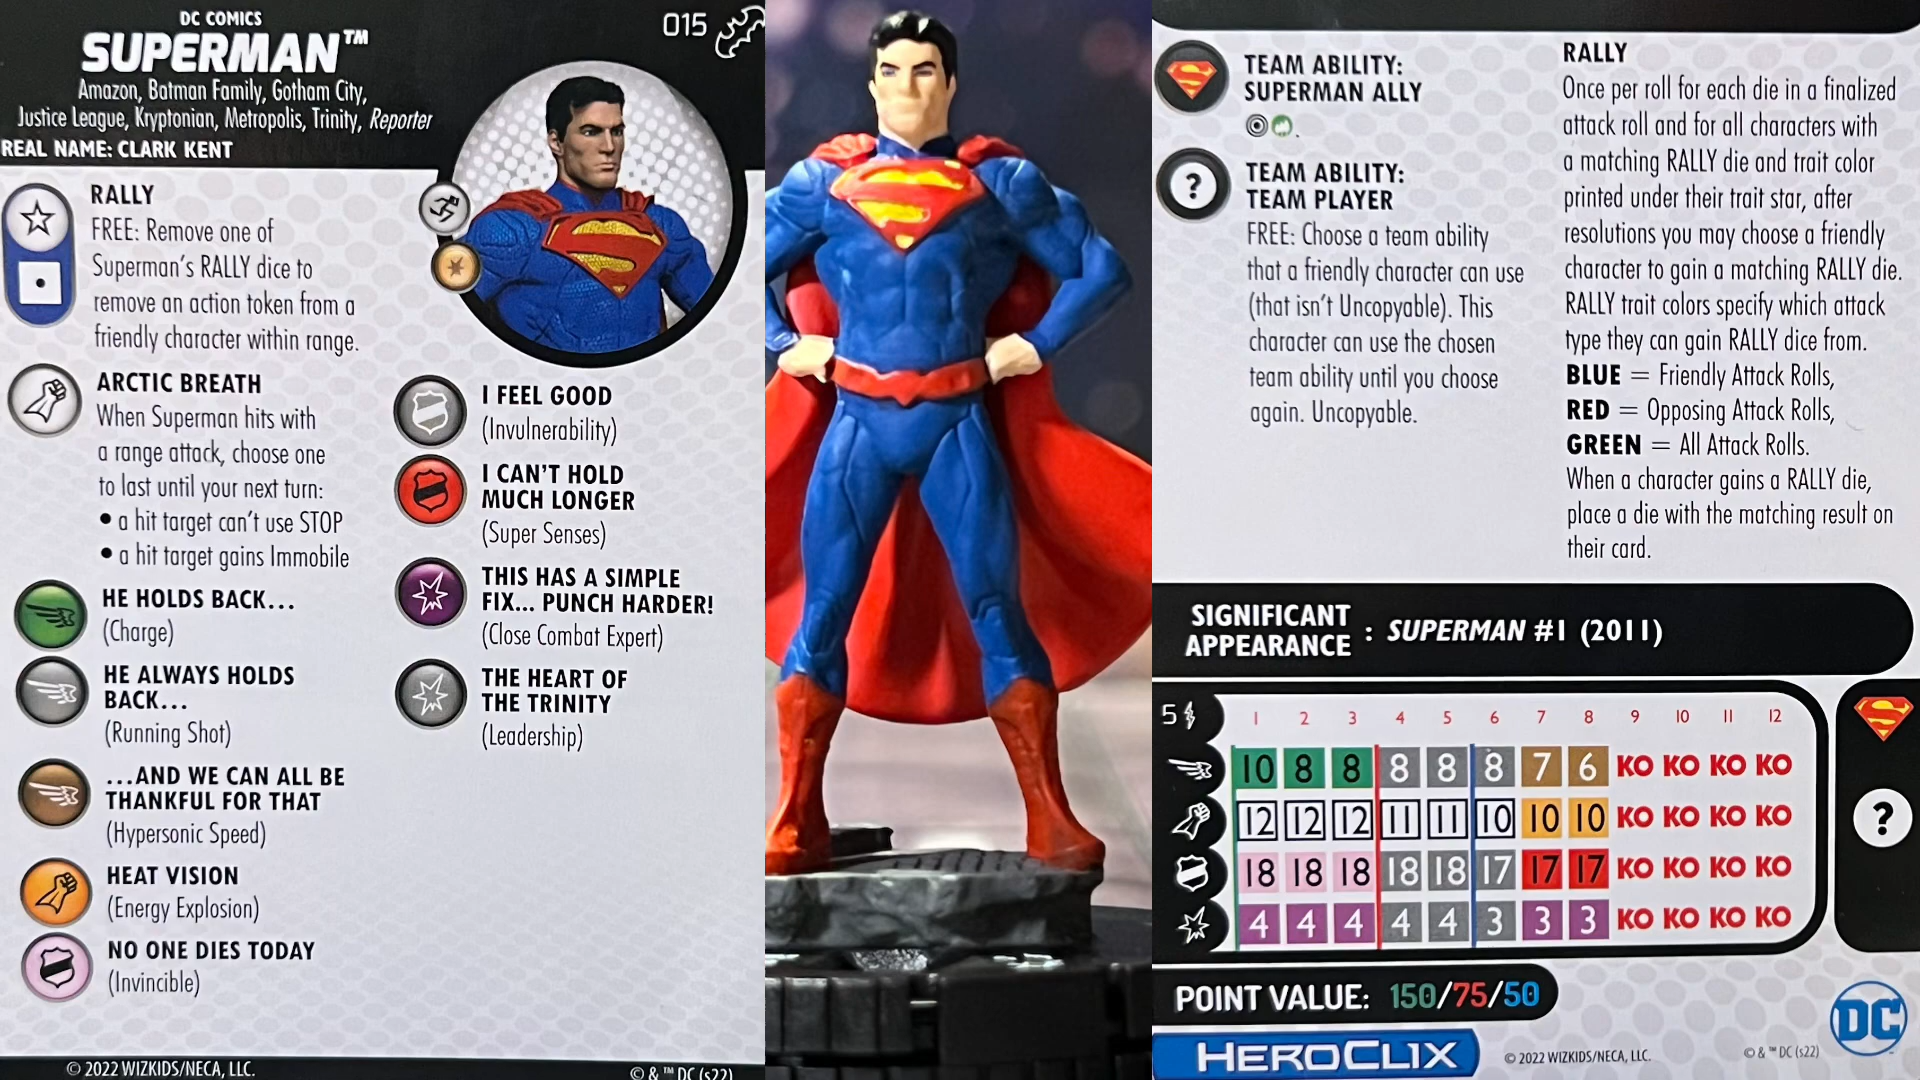 DC COMICS
SUPERMAN™
Amazon, Batman Family, Gotham City,
Justice League, Kryptonian, Metropolis, Trinity, Reporter
REAL NAME: CLARK KENT
015
RALLY
FREE: Remove one of
Superman's RALLY dice to
remove an action token from a
friendly character within range.
ARCTIC BREATH
When Superman hits with
a range attack, choose one
to last until your next turn:
• a hit target can't use STOP
• a hit target gains Immobile
HE HOLDS BACK...
(Charge)
HE ALWAYS HOLDS
BACK...
(Running Shot)
...AND WE CAN ALL BE
THANKFUL FOR THAT
(Hypersonic Speed)
HEAT VISION
(Energy Explosion)
NO ONE DIES TODAY
(Invincible)
I FEEL GOOD
(Invulnerability)
I CAN'T HOLD
MUCH LONGER
(Super Senses)
THIS HAS A SIMPLE
FIX... PUNCH HARDER!
(Close Combat Expert)
THE HEART OF
THE TRINITY
(Leadership)
© 2022 WIZKIDS/NECA, LLC.
© & ™ DC (s22)
TEAM ABILITY:
SUPERMAN ALLY
.
?
TEAM ABILITY:
TEAM PLAYER
FREE: Choose a team ability
that a friendly character can use
(that isn't Uncopyable). This
character can use the chosen
team ability until you choose
again. Uncopyable.
RALLY
Once per roll for each die in a finalized
attack roll and for all characters with
a matching RALLY die and trait color
printed under their trait star, after
resolutions you may choose a friendly
character to gain a matching RALLY die.
RALLY trait colors specify which attack
type they can gain RALLY dice from.
BLUE = Friendly Attack Rolls,
RED = Opposing Attack Rolls,
GREEN = All Attack Rolls.
When a character gains a RALLY die,
place a die with the matching result on
their card.
SIGNIFICANT
APPEARANCE : SUPERMAN #1 (2011)
5 1 2 3 4 5 6 7 8 9 10 11 12
10 8 8 8 8 8 7 6 KO KO KO KO
12 12 12 11 11 10 10 10 KO KO KO KO
18 18 18 18 18 17 17 17 KO KO KO KO
4 4 4 4 4 3 3 3 KO KO KO KO
?
POINT VALUE: 150/75/50
HEROCLIX
© 2022 WIZKIDS/NECA, LLC.
© & ™ DC (s22)
DC